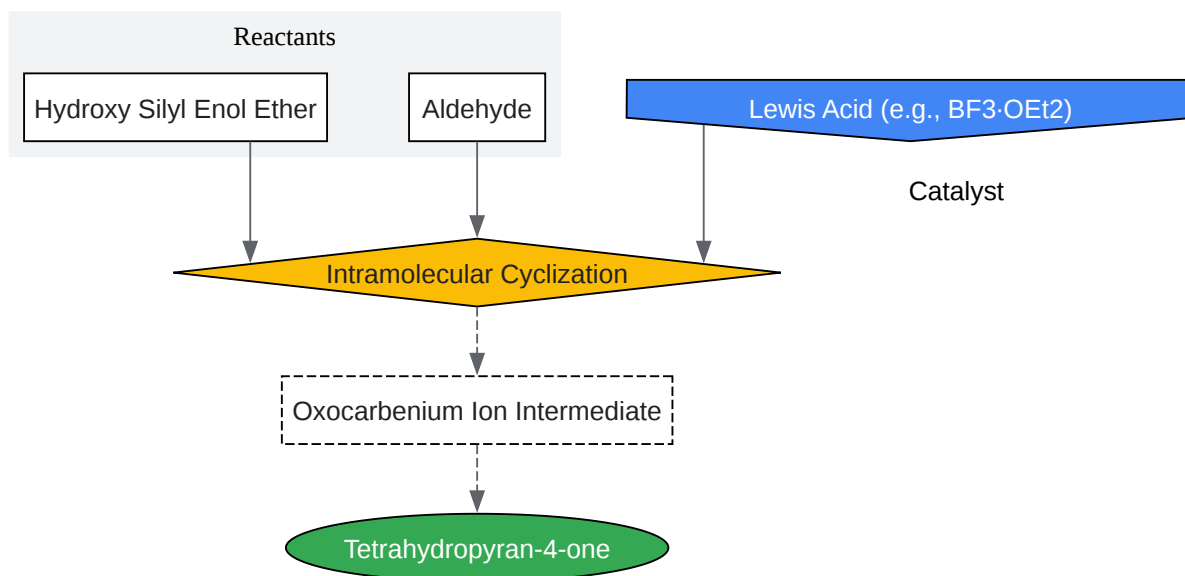 Reactants
Hydroxy Silyl Enol Ether
Aldehyde
Lewis Acid (e.g., BF3·OEt2)
Catalyst
Intramolecular Cyclization
Oxocarbenium Ion Intermediate
Tetrahydropyran-4-one